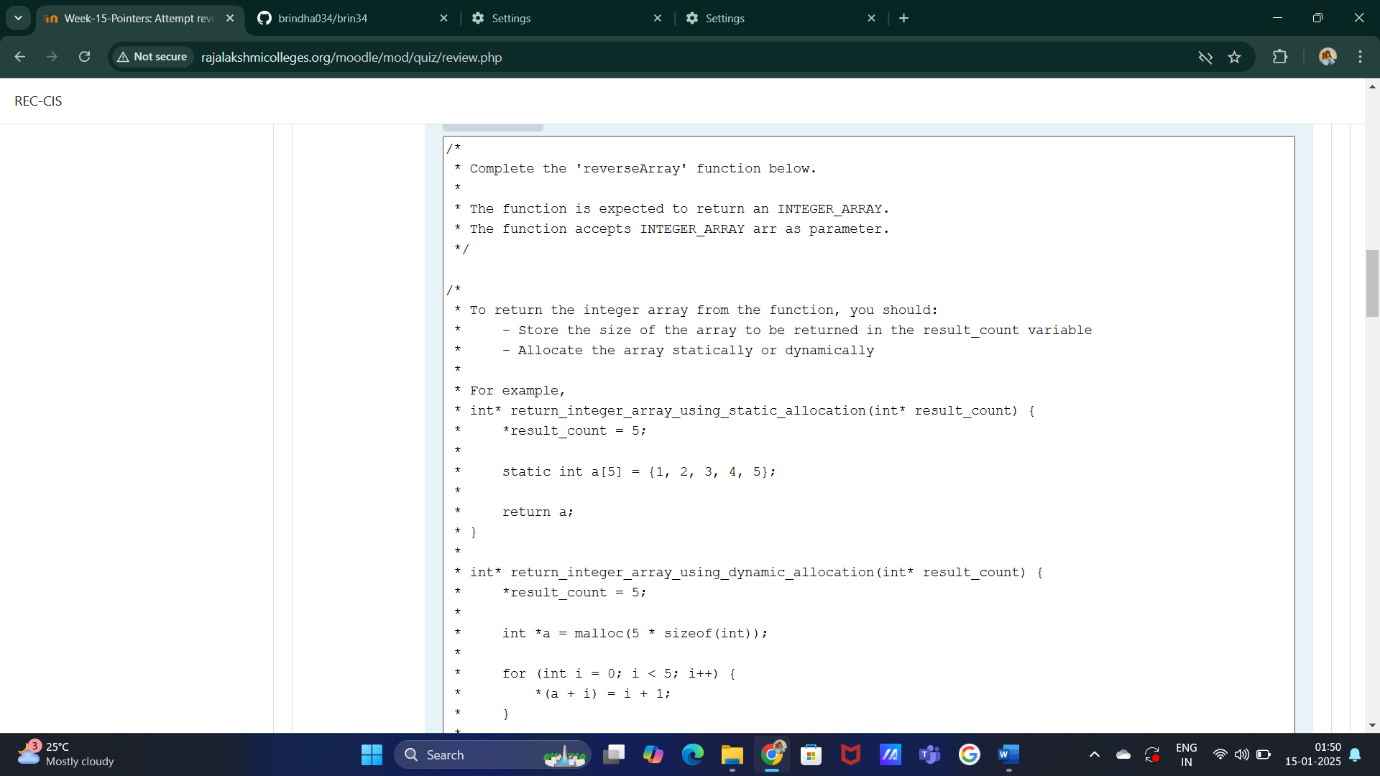 Week-15-Pointers: Attempt revi
brindha034/brin34
Settings
Settings
Not secure
rajalakshmicolleges.org/moodle/mod/quiz/review.php
REC-CIS
/*
* Complete the 'reverseArray' function below.
*
* The function is expected to return an INTEGER_ARRAY.
* The function accepts INTEGER_ARRAY arr as parameter.
*/
/*
* To return the integer array from the function, you should:
*     - Store the size of the array to be returned in the result_count variable
*     - Allocate the array statically or dynamically
*
* For example,
* int* return_integer_array_using_static_allocation(int* result_count) {
*     *result_count = 5;
*
*     static int a[5] = {1, 2, 3, 4, 5};
*
*     return a;
* }
*
* int* return_integer_array_using_dynamic_allocation(int* result_count) {
*     *result_count = 5;
*
*     int *a = malloc(5 * sizeof(int));
*
*     for (int i = 0; i < 5; i++) {
*         *(a + i) = i + 1;
*     }
*
3
25°C
Mostly cloudy
Search
ENG
IN
01:50
15-01-2025